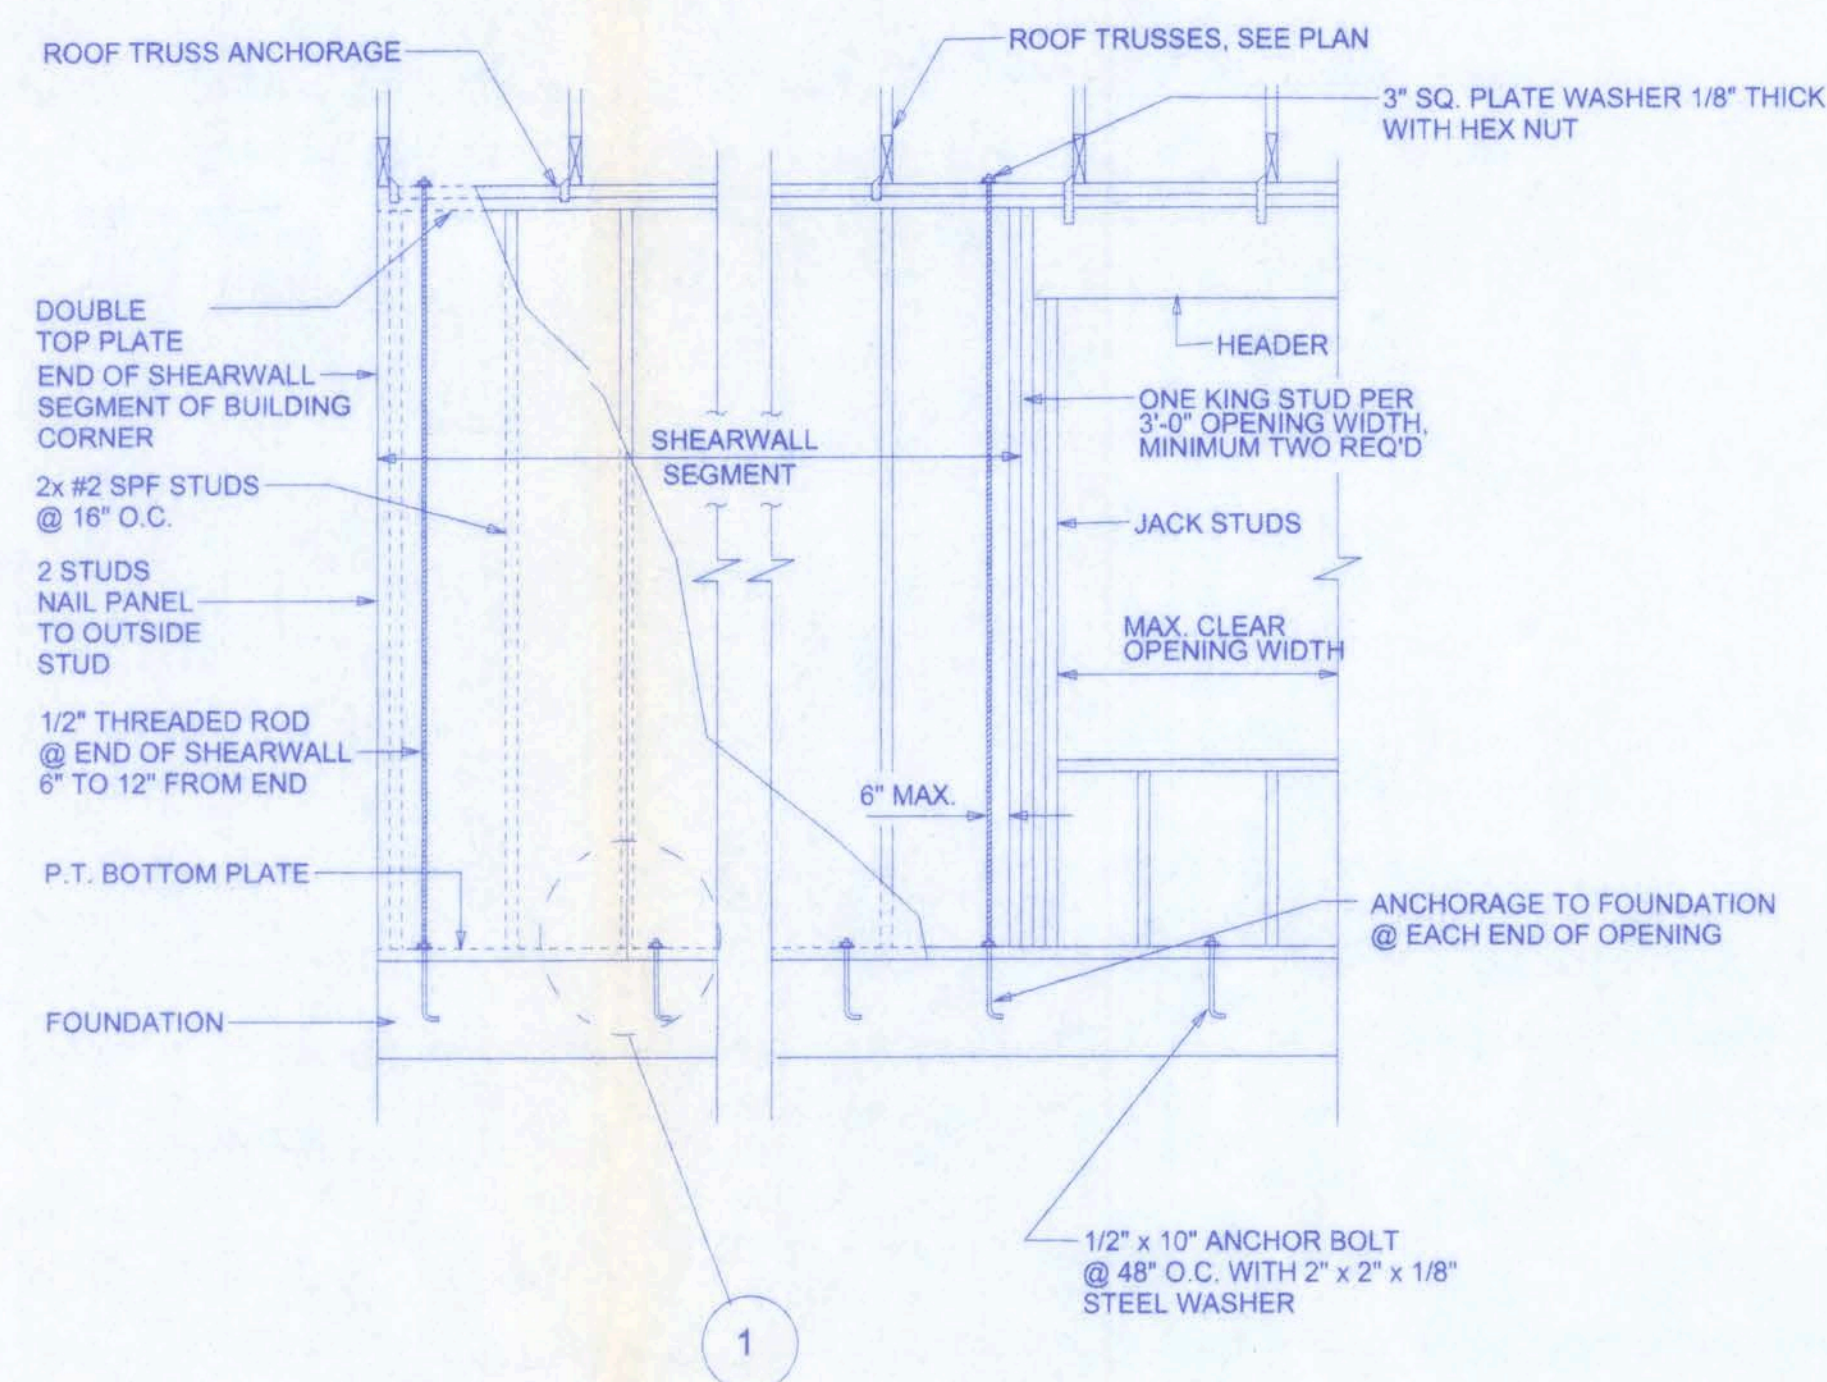 ROOF TRUSS ANCHORAGE
ROOF TRUSSES, SEE PLAN
3" SQ. PLATE WASHER 1/8" THICK
WITH HEX NUT
DOUBLE
TOP PLATE
END OF SHEARWALL
SEGMENT OF BUILDING
CORNER
2x #2 SPF STUDS
@ 16" O.C.
2 STUDS
NAIL PANEL
TO OUTSIDE
STUD
1/2" THREADED ROD
@ END OF SHEARWALL
6" TO 12" FROM END
P.T. BOTTOM PLATE
FOUNDATION
SHEARWALL
SEGMENT
HEADER
ONE KING STUD PER
3'-0" OPENING WIDTH,
MINIMUM TWO REQ'D
JACK STUDS
MAX. CLEAR
OPENING WIDTH
6" MAX.
ANCHORAGE TO FOUNDATION
@ EACH END OF OPENING
1/2" x 10" ANCHOR BOLT
@ 48" O.C. WITH 2" x 2" x 1/8"
STEEL WASHER
1